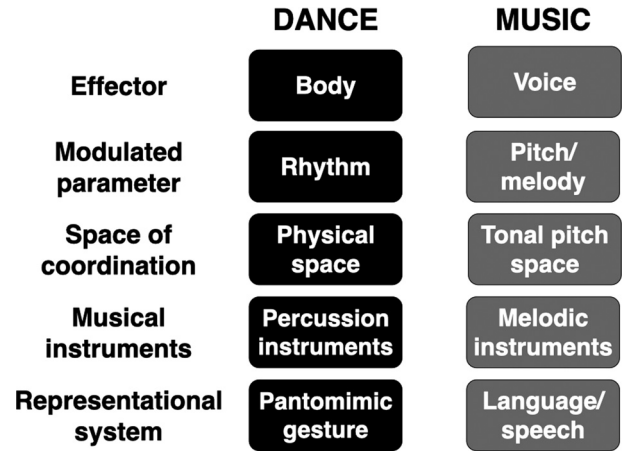 DANCE MUSIC
Effector Body Voice
Modulated parameter Rhythm Pitch/ melody
Space of coordination Physical space Tonal pitch space
Musical instruments Percussion instruments Melodic instruments
Representational system Pantomimic gesture Language/ speech